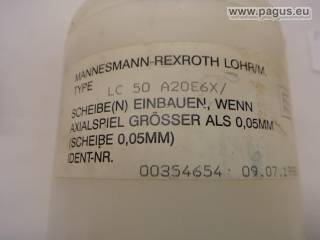 www.pagus.eu
MANNESMANN-REXROTH LOHR/M.
TYPE LC 50 A20E6X/
SCHEIBE(N) EINBAUEN, WENN
AXIALSPIEL GRÖSSER ALS 0,05MM
(SCHEIBE 0,05MM)
IDENT-NR.
00354654 09.07.